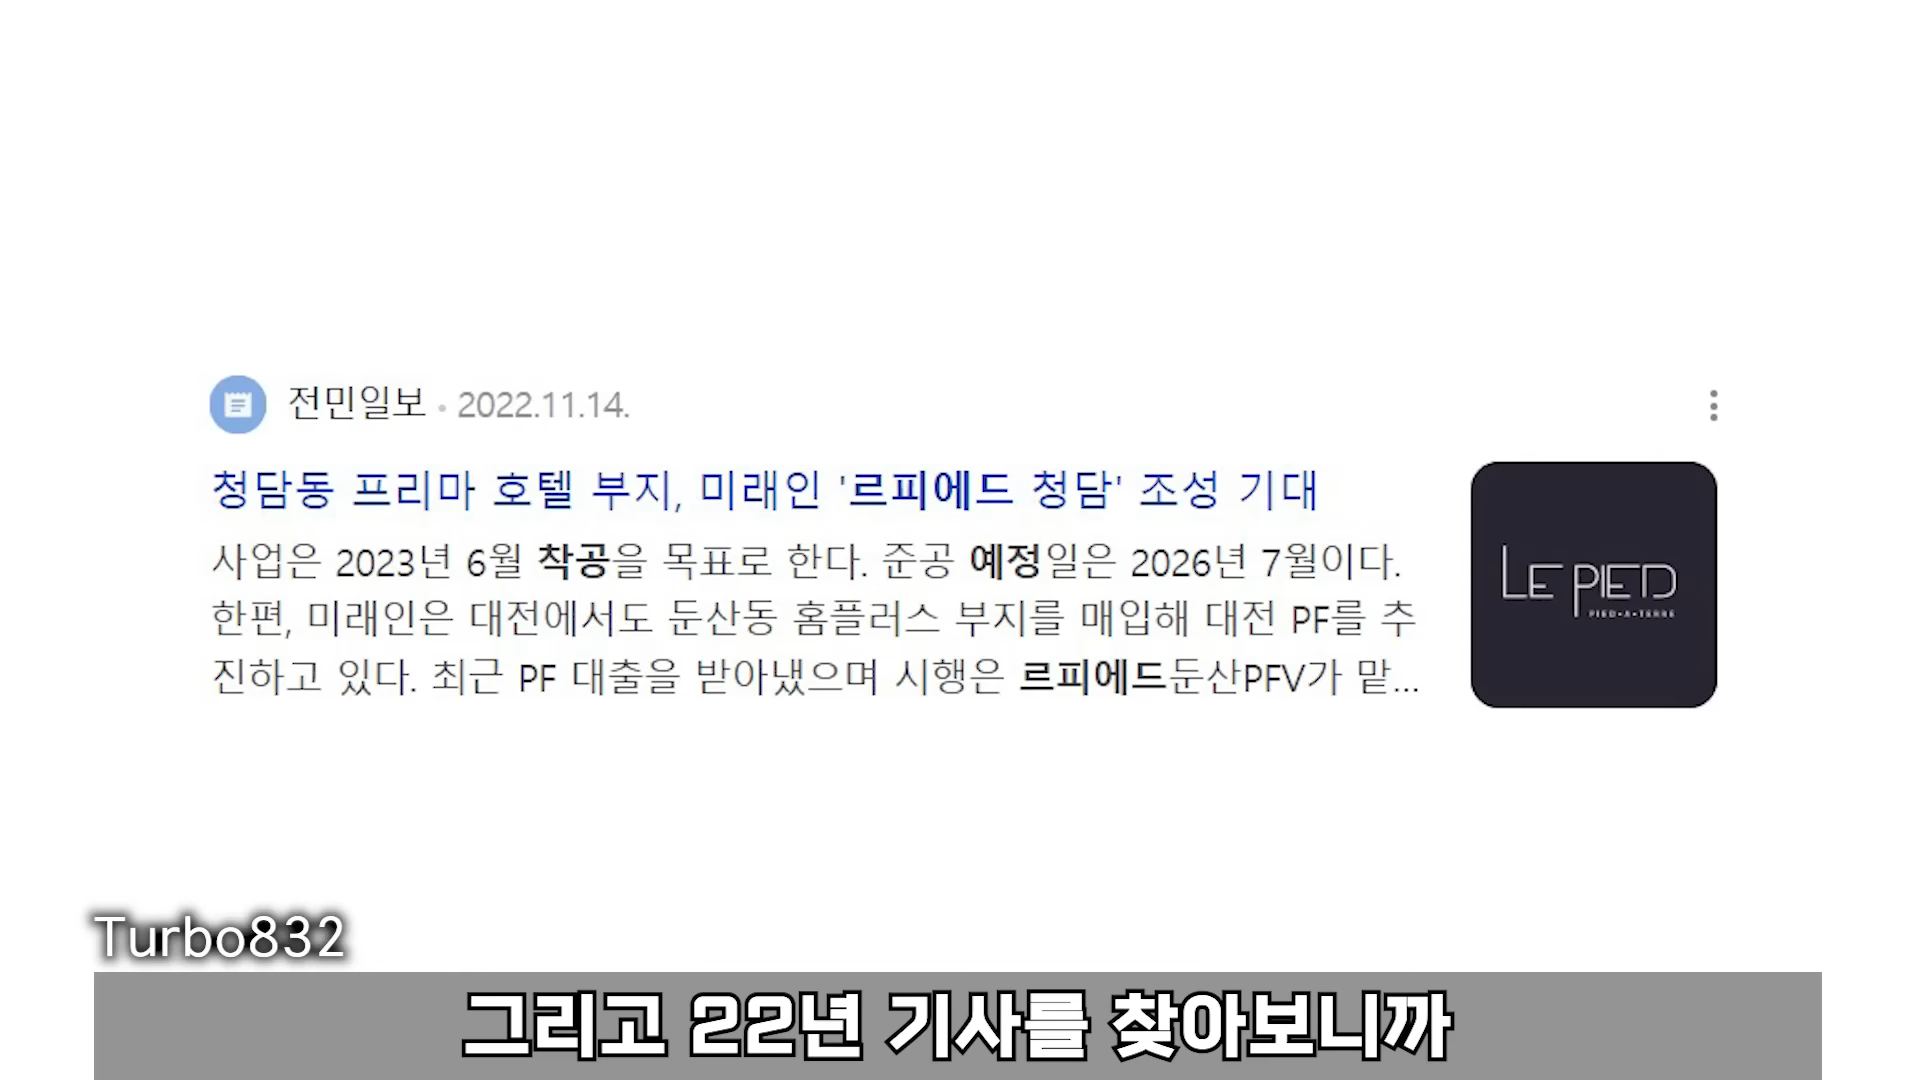 전민일보 · 2022.11.14.
청담동 프리마 호텔 부지, 미래인 '르피에드 청담' 조성 기대
사업은 2023년 6월 착공을 목표로 한다. 준공 예정일은 2026년 7월이다.
한편, 미래인은 대전에서도 둔산동 홈플러스 부지를 매입해 대전 PF를 추
진하고 있다. 최근 PF 대출을 받아냈으며 시행은 르피에드둔산PFV가 맡...
LE PIED
PIED-A-TERRE
Turbo832
그리고 22년 기사를 찾아보니까